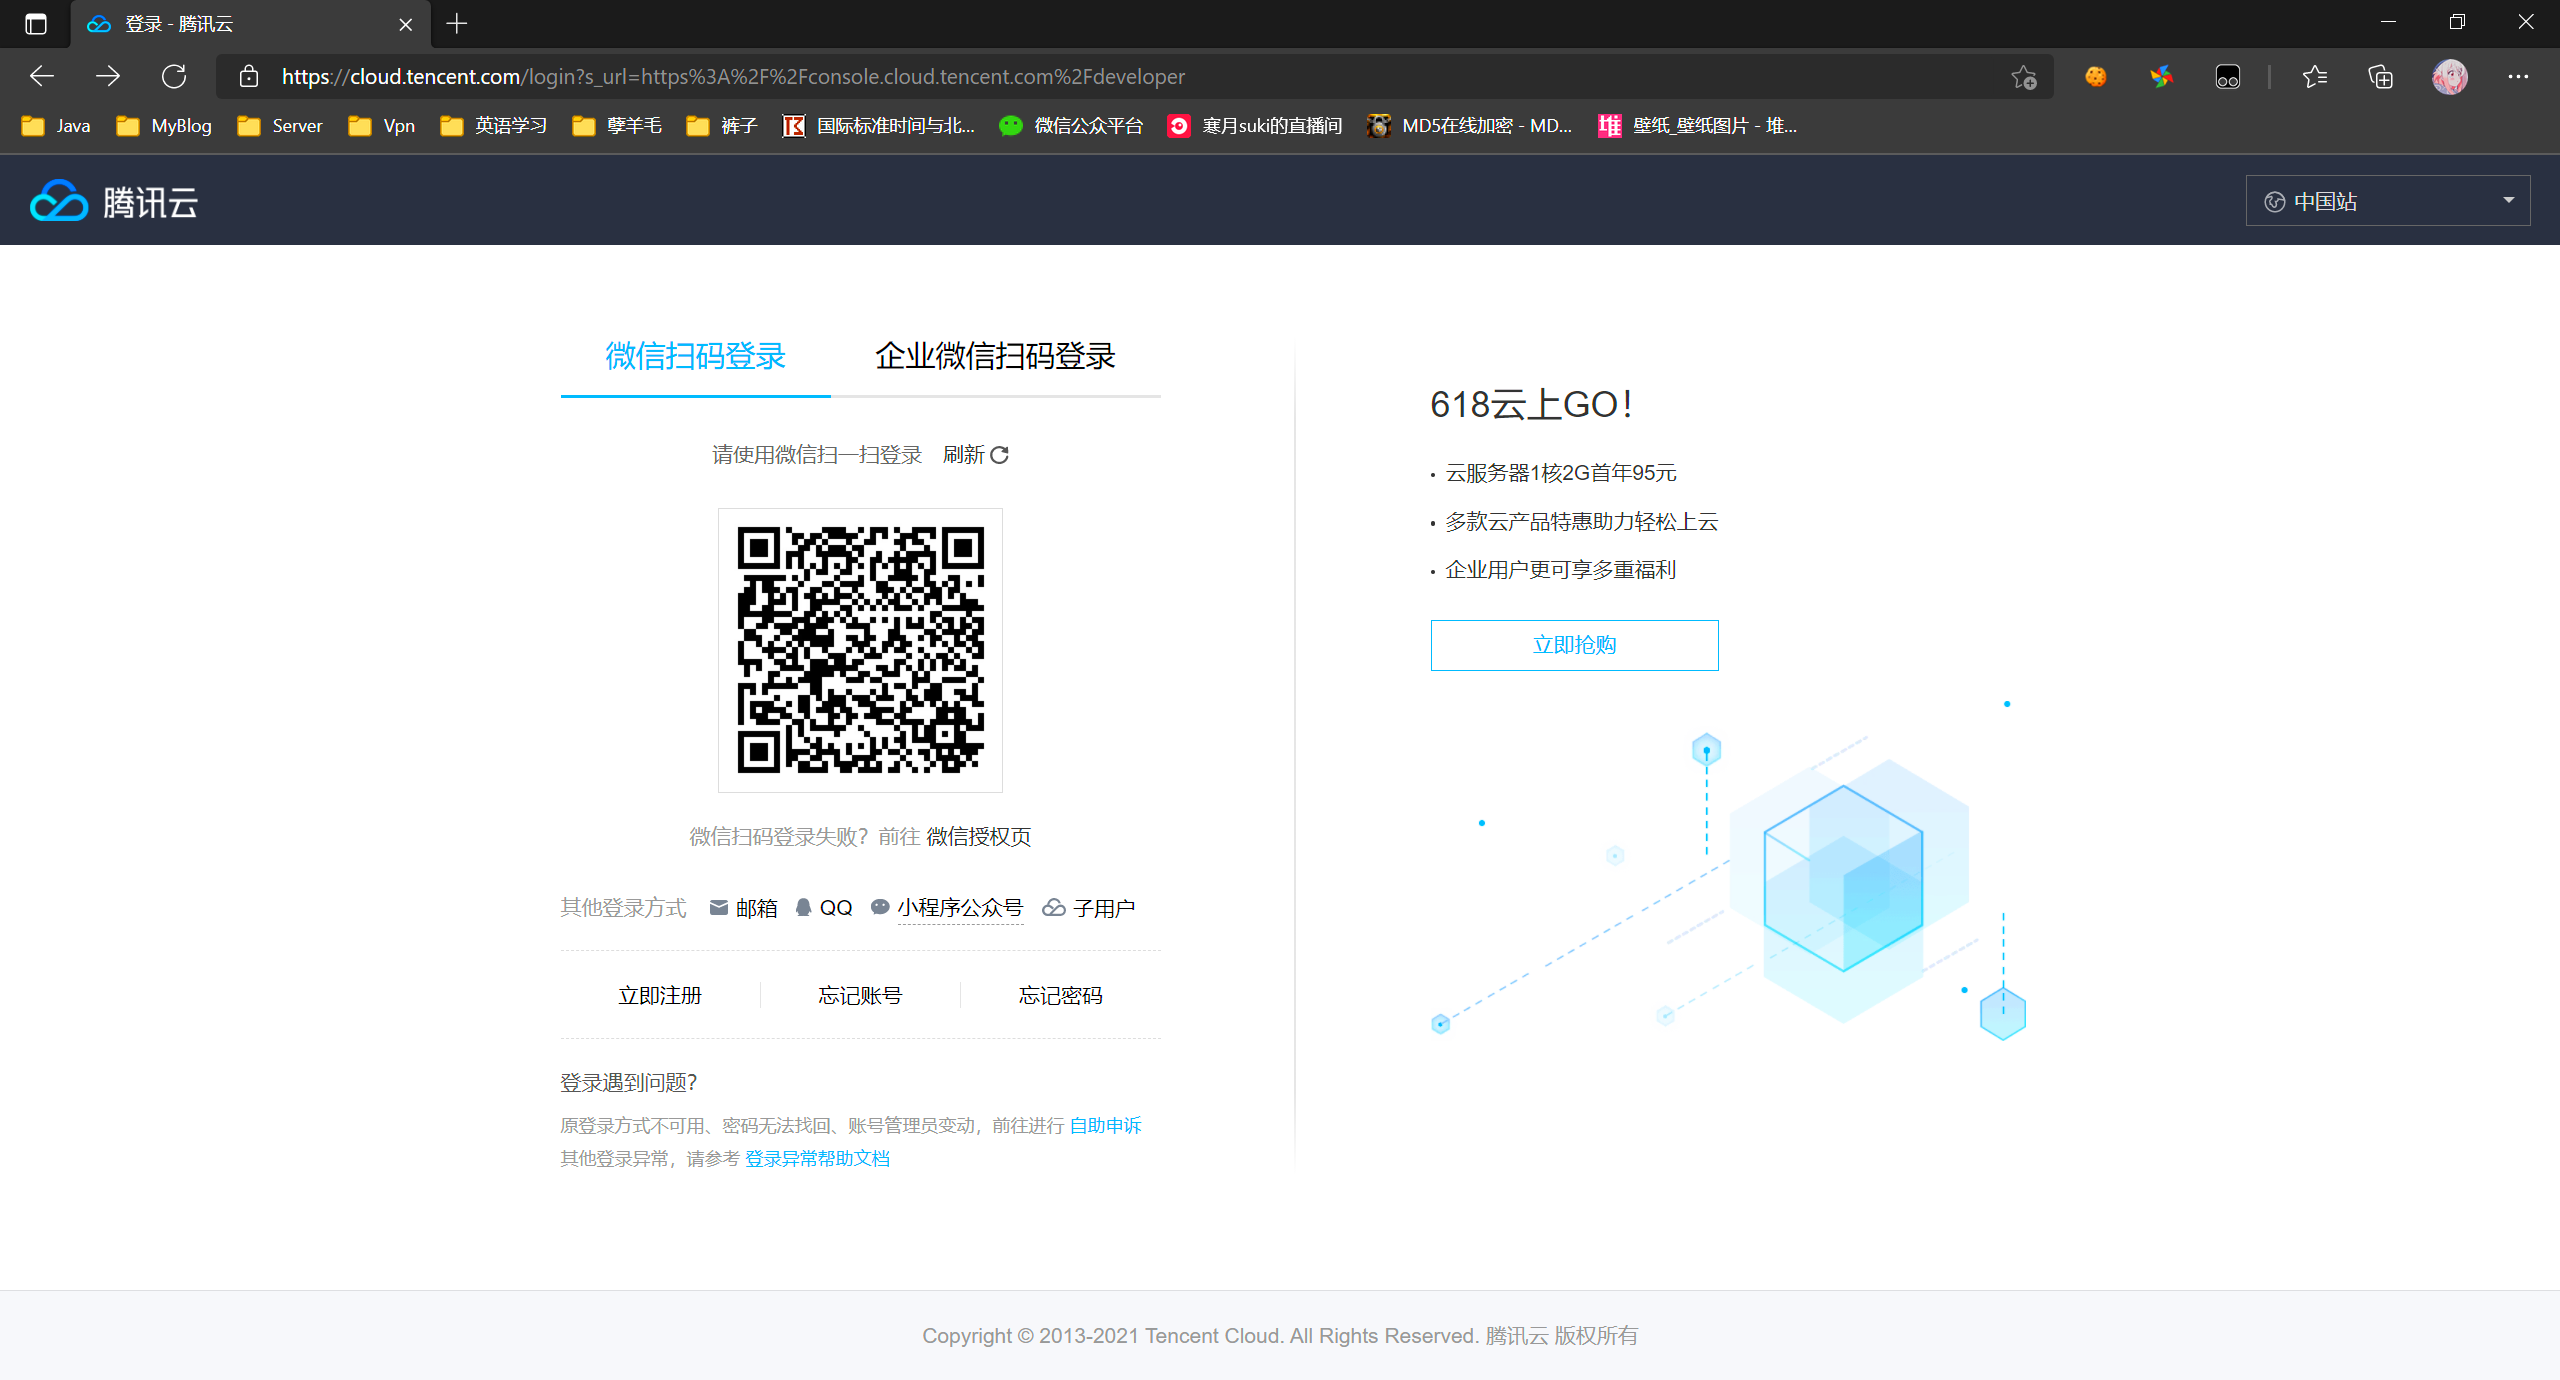 登录 - 腾讯云
https://cloud.tencent.com/login?s_url=https%3A%2F%2Fconsole.cloud.tencent.com%2Fdeveloper
Java MyBlog Server Vpn 英语学习 孽羊毛 裤子 国际标准时间与北... 微信公众平台 寒月suki的直播间 MD5在线加密 - MD... 堆 壁纸_壁纸图片 - 堆...
腾讯云
中国站
微信扫码登录 企业微信扫码登录
请使用微信扫一扫登录 刷新
微信扫码登录失败？前往 微信授权页
其他登录方式 邮箱 QQ 小程序公众号 子用户
立即注册 忘记账号 忘记密码
登录遇到问题？
原登录方式不可用、密码无法找回、账号管理员变动，前往进行 自助申诉
其他登录异常，请参考 登录异常帮助文档
618云上GO！
· 云服务器1核2G首年95元
· 多款云产品特惠助力轻松上云
· 企业用户更可享多重福利
立即抢购
Copyright © 2013-2021 Tencent Cloud. All Rights Reserved. 腾讯云 版权所有